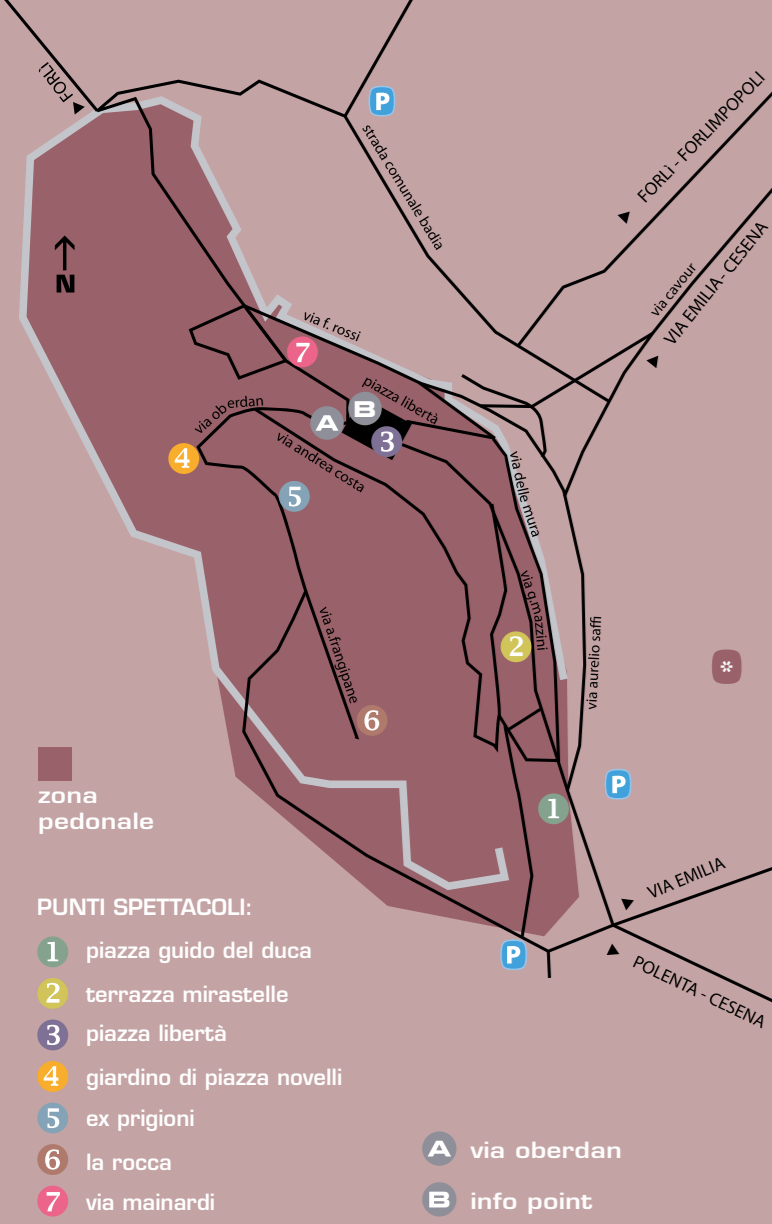 FORLÌ
P
strada comunale badia
FORLÌ - FORLIMPOPOLI
N
via cavour
VIA EMILIA- CESENA
via f. rossi
7
piazza libertà
B
A
3
via oberdan
4
via andrea costa
5
via delle mura
via q.mazzini
2
via a.frangipane
6
via aurelio saffi
zona
pedonale
P
1
VIA EMILIA
P
POLENTA - CESENA
PUNTI SPETTACOLI:
1 piazza guido del duca
2 terrazza mirastelle
3 piazza libertà
4 giardino di piazza novelli
5 ex prigioni
6 la rocca
7 via mainardi
A via oberdan
B info point